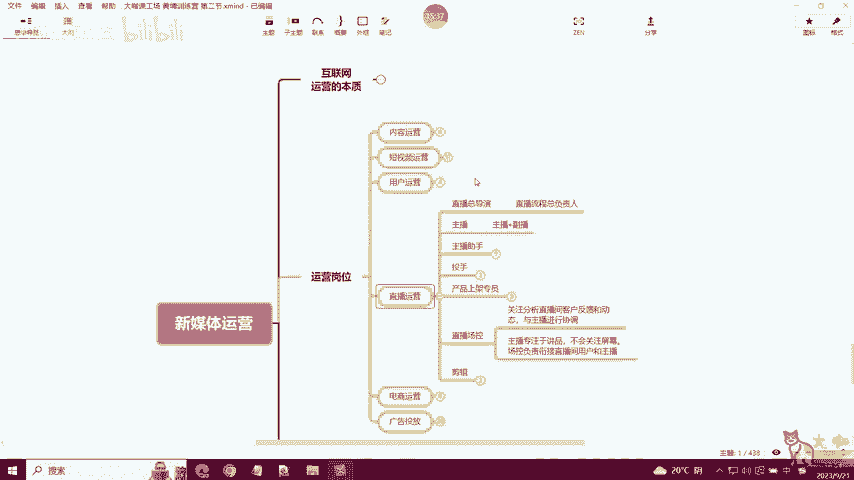 文件 编辑 插入 查看 帮助 大咖课工场 黄埔训练营 第二节.xmind - 已编辑
35:37
思维导图 大纲 主题 子主题 联系 概要 外框 笔记 ZEN 分享 图标 格式
bilibili
互联网
运营的本质
内容运营
短视频运营
用户运营
直播总导演 直播流程总负责人
主播 主播+副播
主播助手
运营岗位
投手
直播运营
产品上架专员
关注分析直播间客户反馈和动
态，与主播进行协调
新媒体运营
直播场控
主播专注于讲品，不会关注屏幕。
场控负责衔接直播间用户和主播
剪辑
电商运营
广告投放
主题: 1 / 438
大咖
搜索
20°C 阴
中
2023/9/21